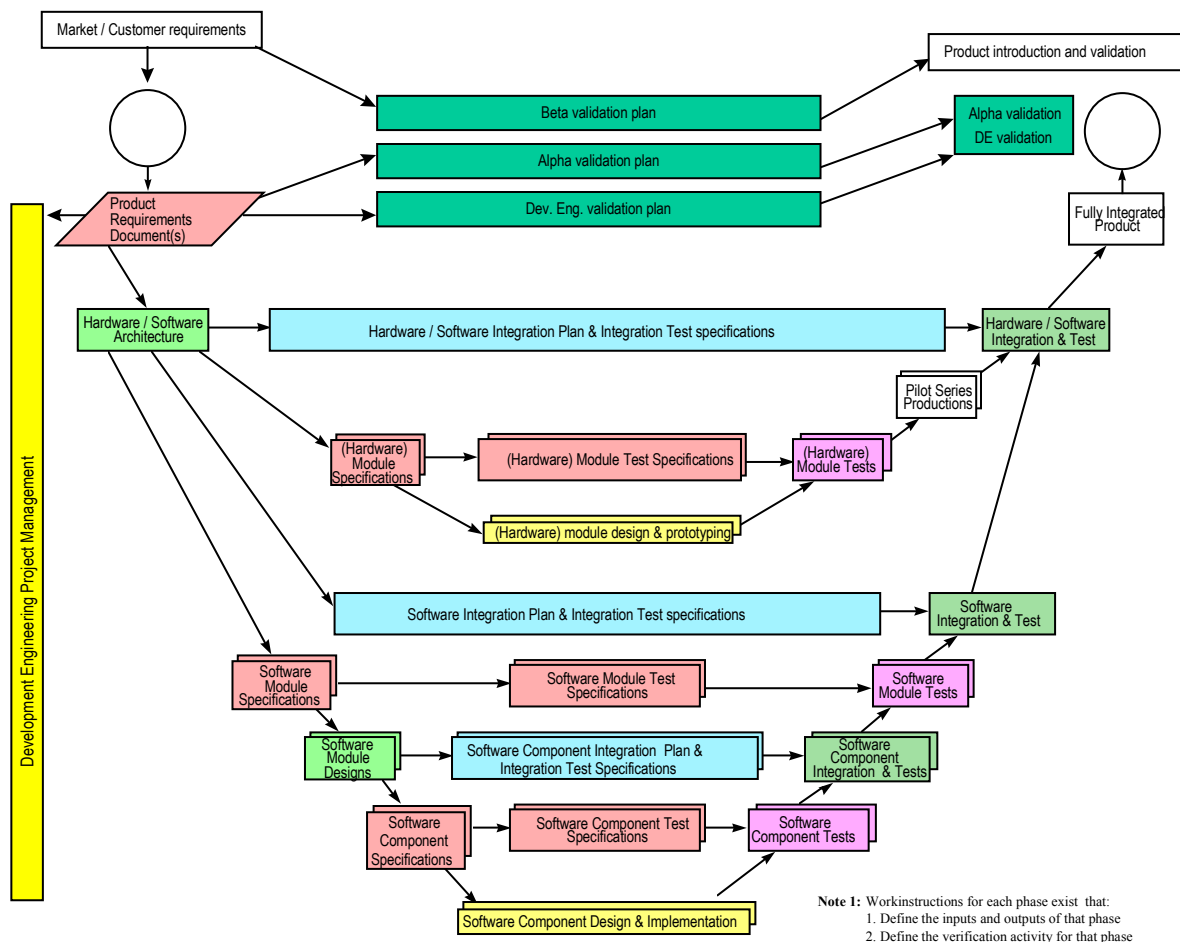 Market / Customer requirements
Product introduction and validation
Beta validation plan
Alpha validation
DE validation
Alpha validation plan
Product
Requirements
Document(s)
Dev. Eng. validation plan
Fully Integrated
Product
Development Engineering Project Management
Hardware / Software
Architecture
Hardware / Software Integration Plan & Integration Test specifications
Hardware / Software
Integration & Test
Pilot Series
Productions
(Hardware)
Module
Specifications
(Hardware) Module Test Specifications
(Hardware)
Module Tests
(Hardware) module design & prototyping
Software Integration Plan & Integration Test specifications
Software
Integration & Test
Software
Module
Specifications
Software Module Test
Specifications
Software
Module Tests
Software
Module
Designs
Software Component Integration Plan &
Integration Test Specifications
Software
Component
Integration & Tests
Software
Component
Specifications
Software Component Test
Specifications
Software
Component Tests
Software Component Design & Implementation
Note 1: Workinstructions for each phase exist that:
1. Define the inputs and outputs of that phase
2. Define the verification activity for that phase